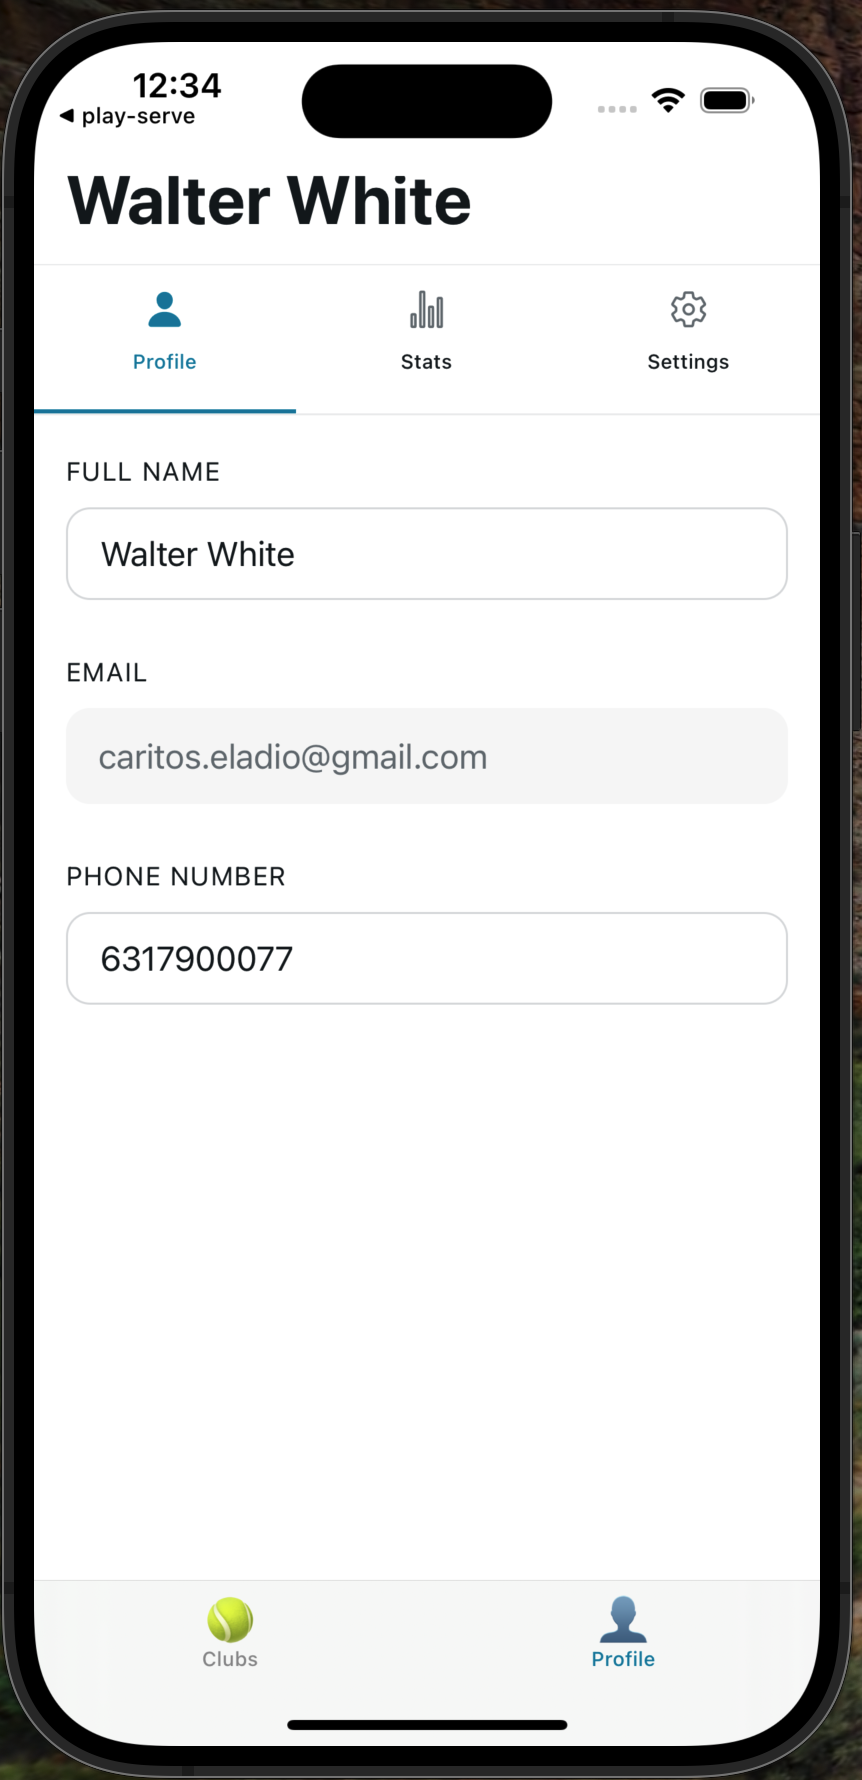 12:34
◀ play-serve
Walter White
Profile
Stats
Settings
FULL NAME
Walter White
EMAIL
caritos.eladio@gmail.com
PHONE NUMBER
6317900077
Clubs
Profile